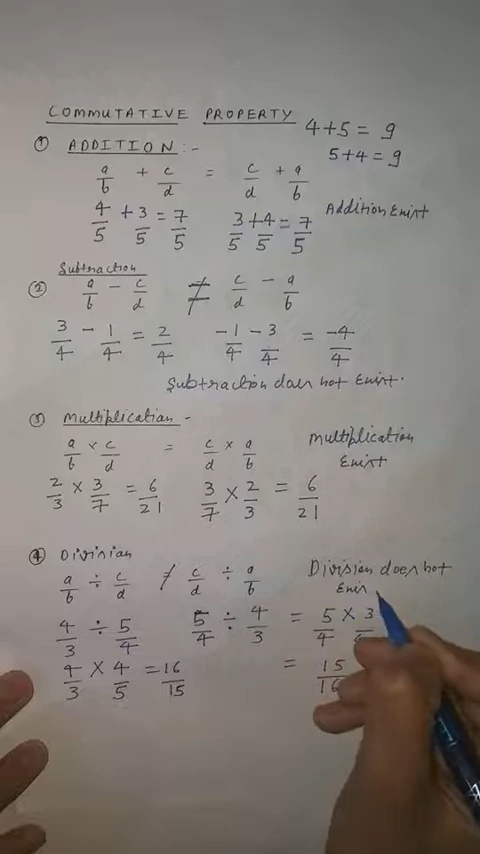 COMMUTATIVE PROPERTY
4+5 = 9
5+4 = 9
① ADDITION :-
a/b + c/d = c/d + a/b
4/5 + 3/5 = 7/5 3/5 + 4/5 = 7/5 Addition Exist
Subtraction
② a/b - c/d ≠ c/d - a/b
3/4 - 1/4 = 2/4 -1/4 - 3/4 = -4/4
Subtraction does not Exist.
③ Multiplication -
a/b × c/d = c/d × a/b Multiplication Exist
2/3 × 3/7 = 6/21 3/7 × 2/3 = 6/21
④ Division
a/b ÷ c/d ≠ c/d ÷ a/b Division does not
Exis
4/3 ÷ 5/4 5/4 ÷ 4/3 = 5/4 × 3/4
4/3 × 4/5 = 16/15 = 15/16